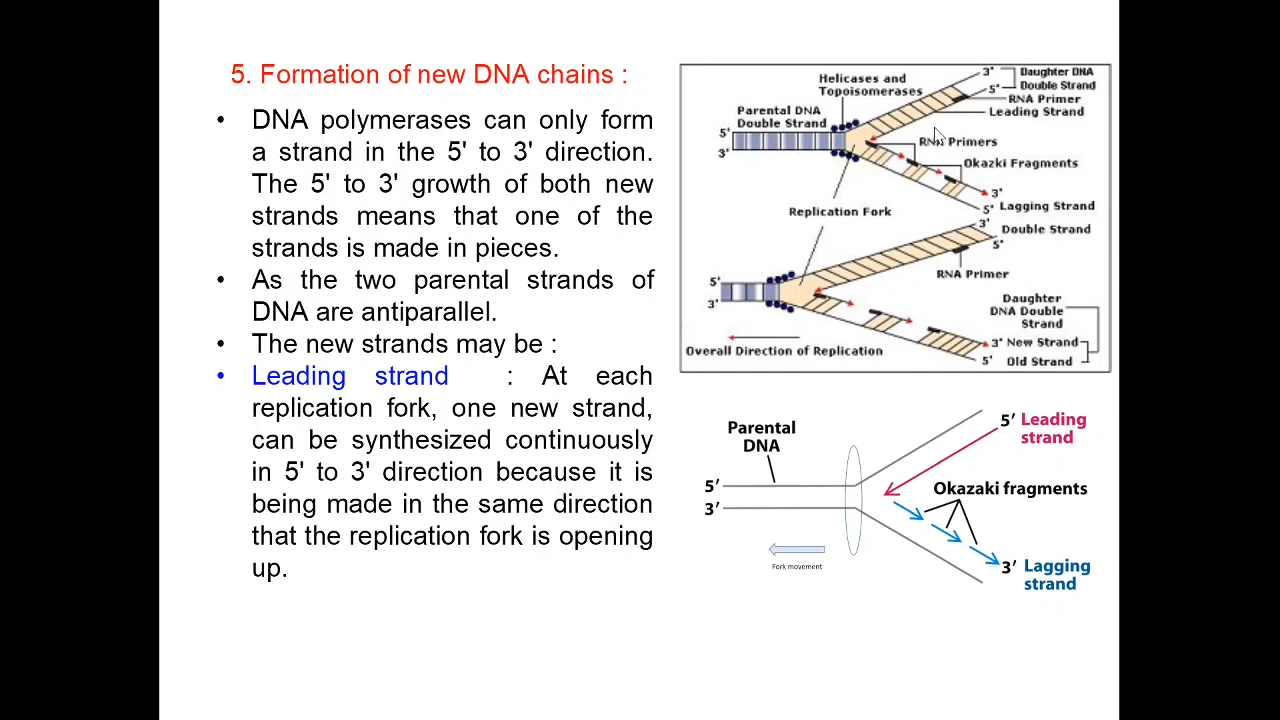 5. Formation of new DNA chains :
• DNA polymerases can only form
a strand in the 5' to 3' direction.
The 5' to 3' growth of both new
strands means that one of the
strands is made in pieces.
• As the two parental strands of
DNA are antiparallel.
• The new strands may be :
• Leading strand : At each
replication fork, one new strand,
can be synthesized continuously
in 5' to 3' direction because it is
being made in the same direction
that the replication fork is opening
up.
Helicases and
Topoisomerases
Parental DNA
Double Strand
5'
3'
3'
5'
Daughter DNA
Double Strand
RNA Primer
Leading Strand
RNA Primers
Okazki Fragments
3'
5'
Lagging Strand
Replication Fork
3'
Double Strand
5'
RNA Primer
5'
3'
Daughter
DNA Double
Strand
3' New Strand
5' Old Strand
Overall Direction of Replication
Parental
DNA
5′
3′
5′ Leading
strand
Okazaki fragments
3′ Lagging
strand
Fork movement